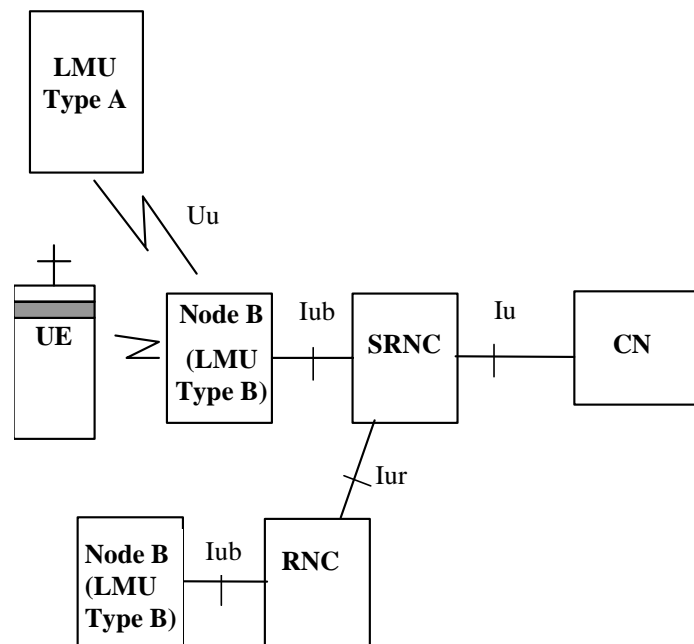 LMU
Type A
Uu
UE
Node B
(LMU
Type B)
Iub
SRNC
Iu
CN
Iur
Node B
(LMU
Type B)
Iub
RNC